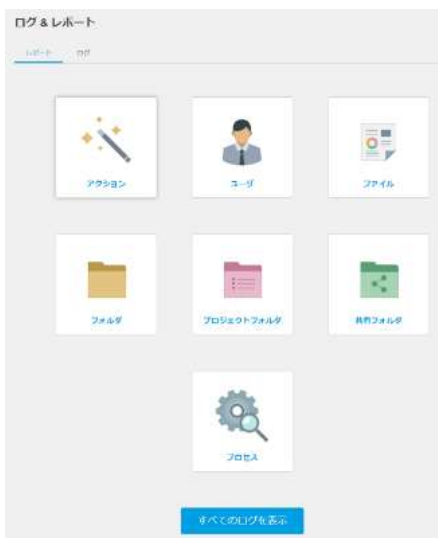 ログ & レポート
レポート ログ
アクション ユーザ ファイル
フォルダ プロジェクトフォルダ 共有フォルダ
プロセス
すべてのログを表示